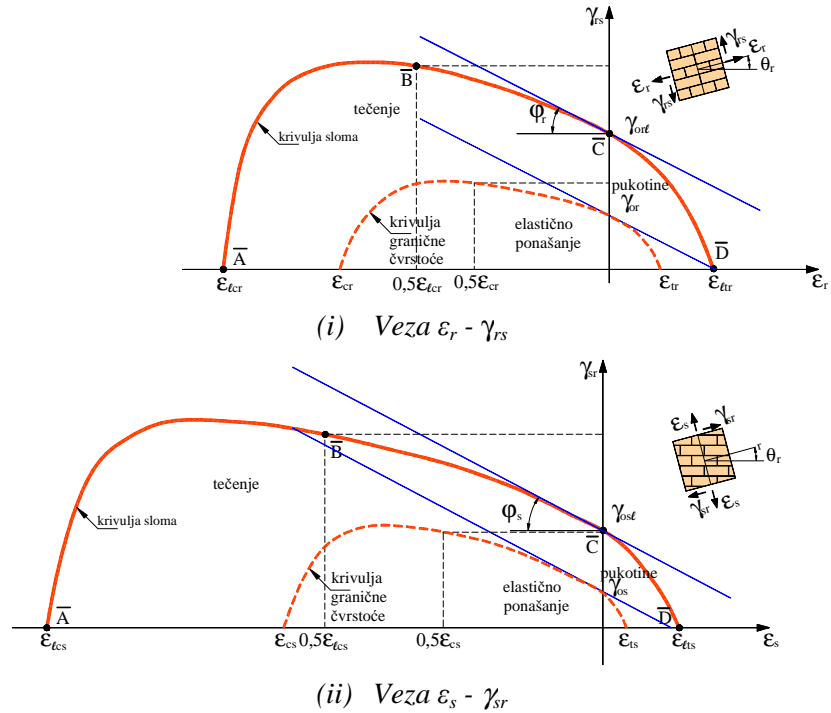 γrs
B̅
γrs
εr
θr
εr
γrs
tečenje
φr
γorℓ
krivulja sloma
C̅
pukotine
γor
krivulja
granične
čvrstoće
elastično
ponašanje
A̅
D̅
εℓcr
εcr
0,5εℓcr
0,5εcr
εtr
εℓtr
εr
(i) Veza εr - γrs
γsr
B̅
εs
γsr
r
θr
γsr
εs
tečenje
φs
γosℓ
krivulja sloma
C̅
pukotine
γos
krivulja
granične
čvrstoće
elastično
ponašanje
A̅
D̅
εℓcs
εcs
0,5εℓcs
0,5εcs
εts
εℓts
εs
(ii) Veza εs - γsr